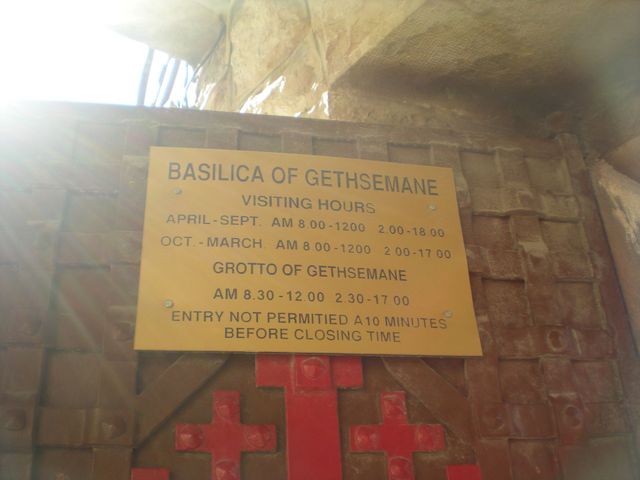 BASILICA OF GETHSEMANE
VISITING HOURS
APRIL-SEPT. AM 8.00-1200 2.00-18.00
OCT.-MARCH. AM 8.00-1200 2 00-17 00
GROTTO OF GETHSEMANE
AM 8.30-12.00 2.30-17 00
ENTRY NOT PERMITIED A10 MINUTES
BEFORE CLOSING TIME